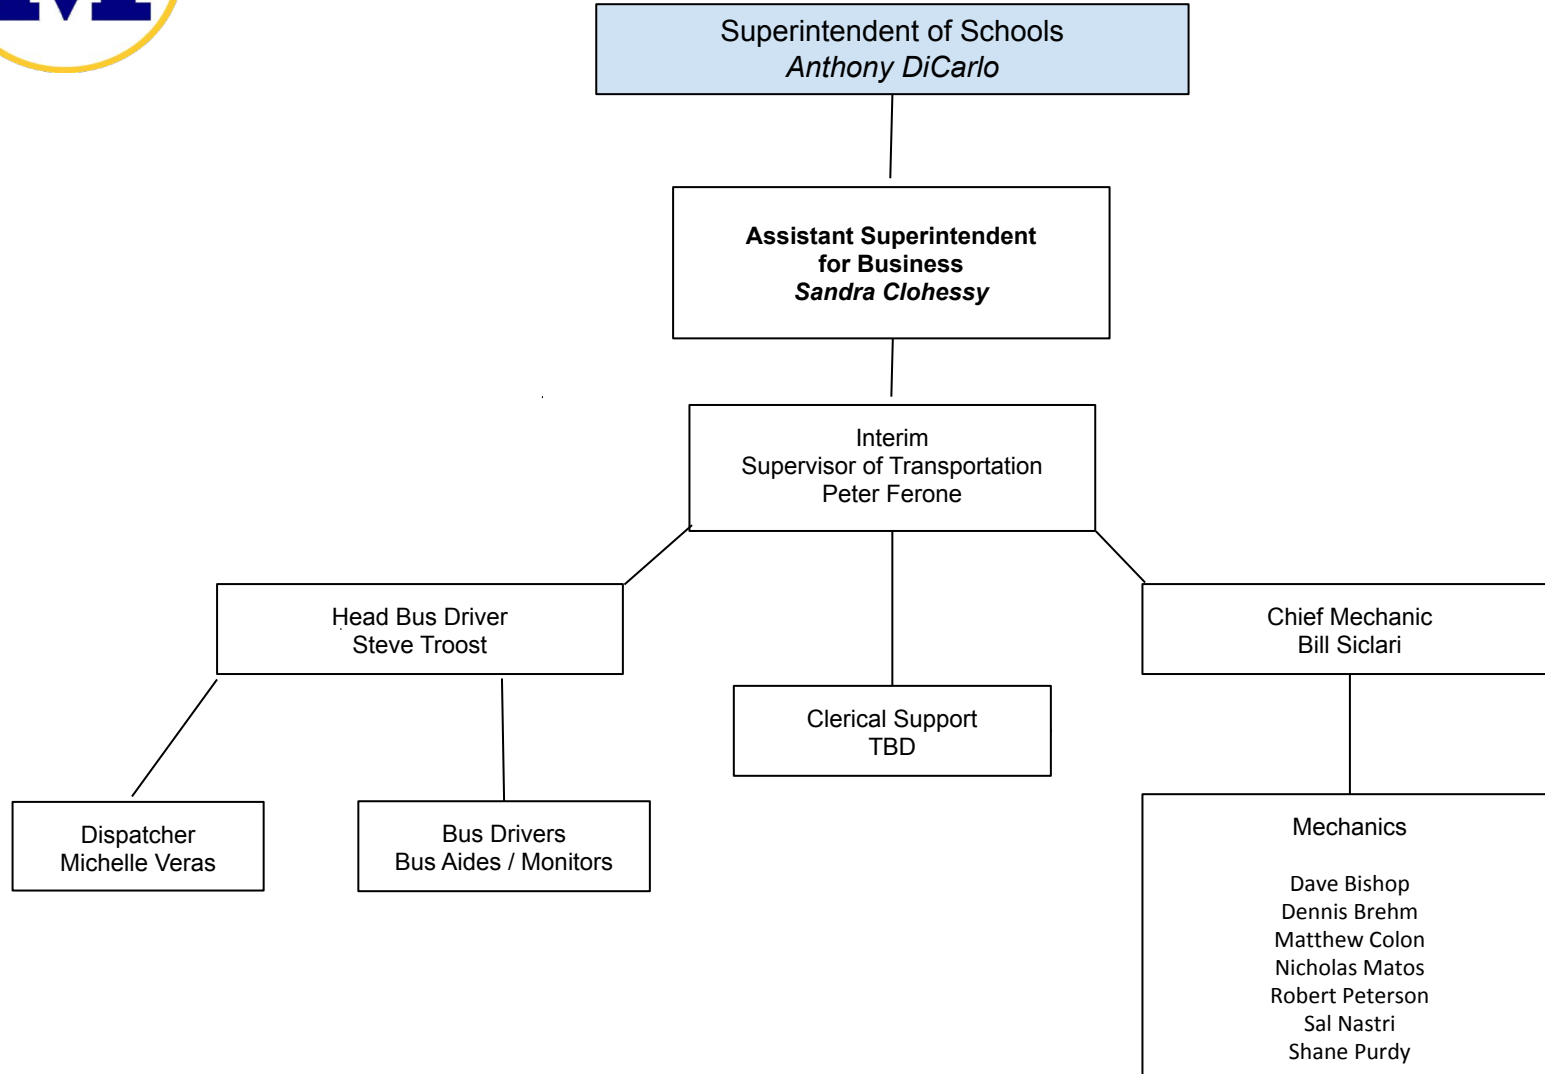 M
Superintendent of Schools
Anthony DiCarlo
Assistant Superintendent
for Business
Sandra Clohessy
Interim
Supervisor of Transportation
Peter Ferone
Head Bus Driver
Steve Troost
Chief Mechanic
Bill Siclari
Clerical Support
TBD
Dispatcher
Michelle Veras
Bus Drivers
Bus Aides / Monitors
Mechanics
Dave Bishop
Dennis Brehm
Matthew Colon
Nicholas Matos
Robert Peterson
Sal Nastri
Shane Purdy